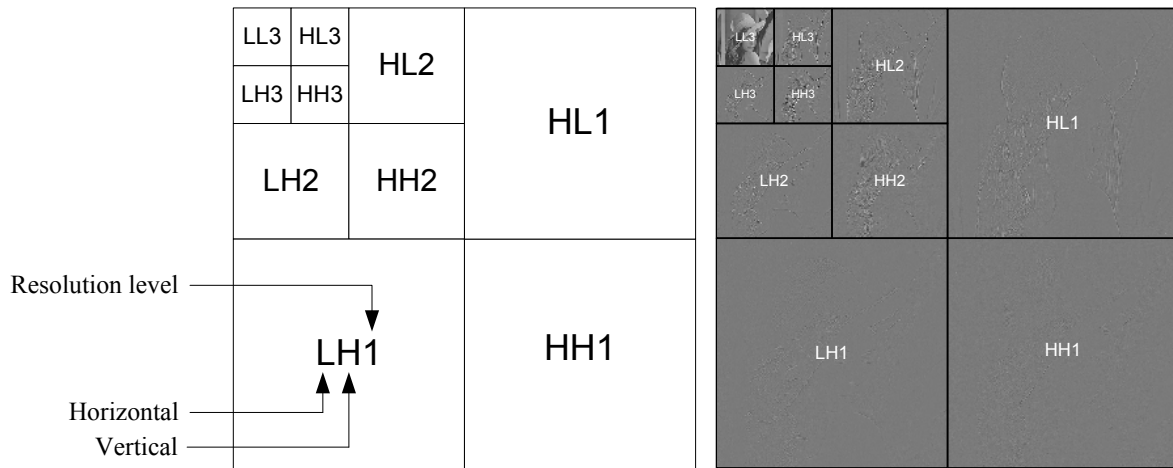 LL3 HL3
HL2
LH3 HH3
HL1
LH2 HH2
Resolution level
LH1
HH1
Horizontal
Vertical
LL3 HL3
HL2
LH3 HH3
HL1
LH2 HH2
LH1 HH1